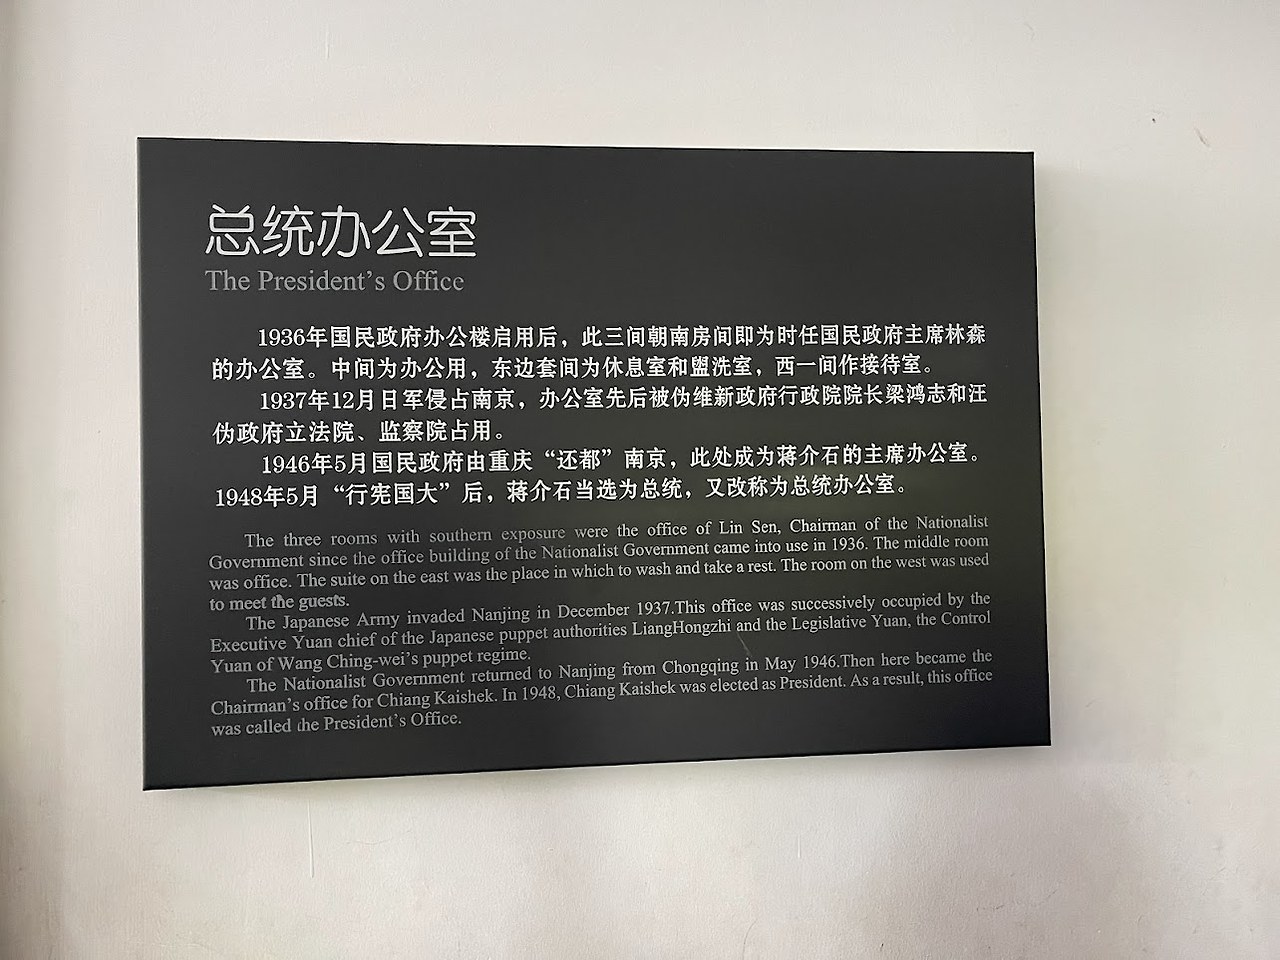 总统办公室
The President's Office
1936年国民政府办公楼启用后，此三间朝南房间即为时任国民政府主席林森
的办公室。中间为办公用，东边套间为休息室和盥洗室，西一间作接待室。
1937年12月日军侵占南京，办公室先后被伪维新政府行政院院长梁鸿志和汪
伪政府立法院、监察院占用。
1946年5月国民政府由重庆“还都”南京，此处成为蒋介石的主席办公室。
1948年5月“行宪国大”后，蒋介石当选为总统，又改称为总统办公室。
The three rooms with southern exposure were the office of Lin Sen, Chairman of the Nationalist
Government since the office building of the Nationalist Government came into use in 1936. The middle room
was office. The suite on the east was the place in which to wash and take a rest. The room on the west was used
to meet the guests.
The Japanese Army invaded Nanjing in December 1937.This office was successively occupied by the
Executive Yuan chief of the Japanese puppet authorities LiangHongzhi and the Legislative Yuan, the Control
Yuan of Wang Ching-wei's puppet regime.
The Nationalist Government returned to Nanjing from Chongqing in May 1946.Then here became the
Chairman's office for Chiang Kaishek. In 1948, Chiang Kaishek was elected as President. As a result, this office
was called the President's Office.